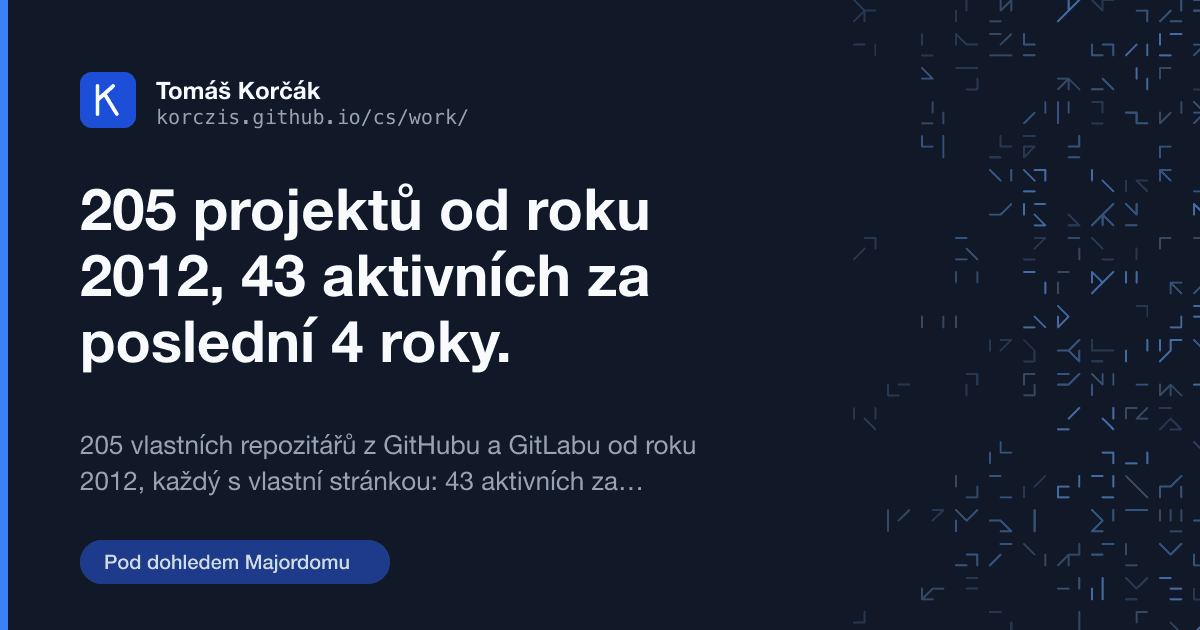 K
Tomáš Korčák
korczis.github.io/cs/work/
205 projektů od roku
2012, 43 aktivních za
poslední 4 roky.
205 vlastních repozitářů z GitHubu a GitLabu od roku
2012, každý s vlastní stránkou: 43 aktivních za…
Pod dohledem Majordomu